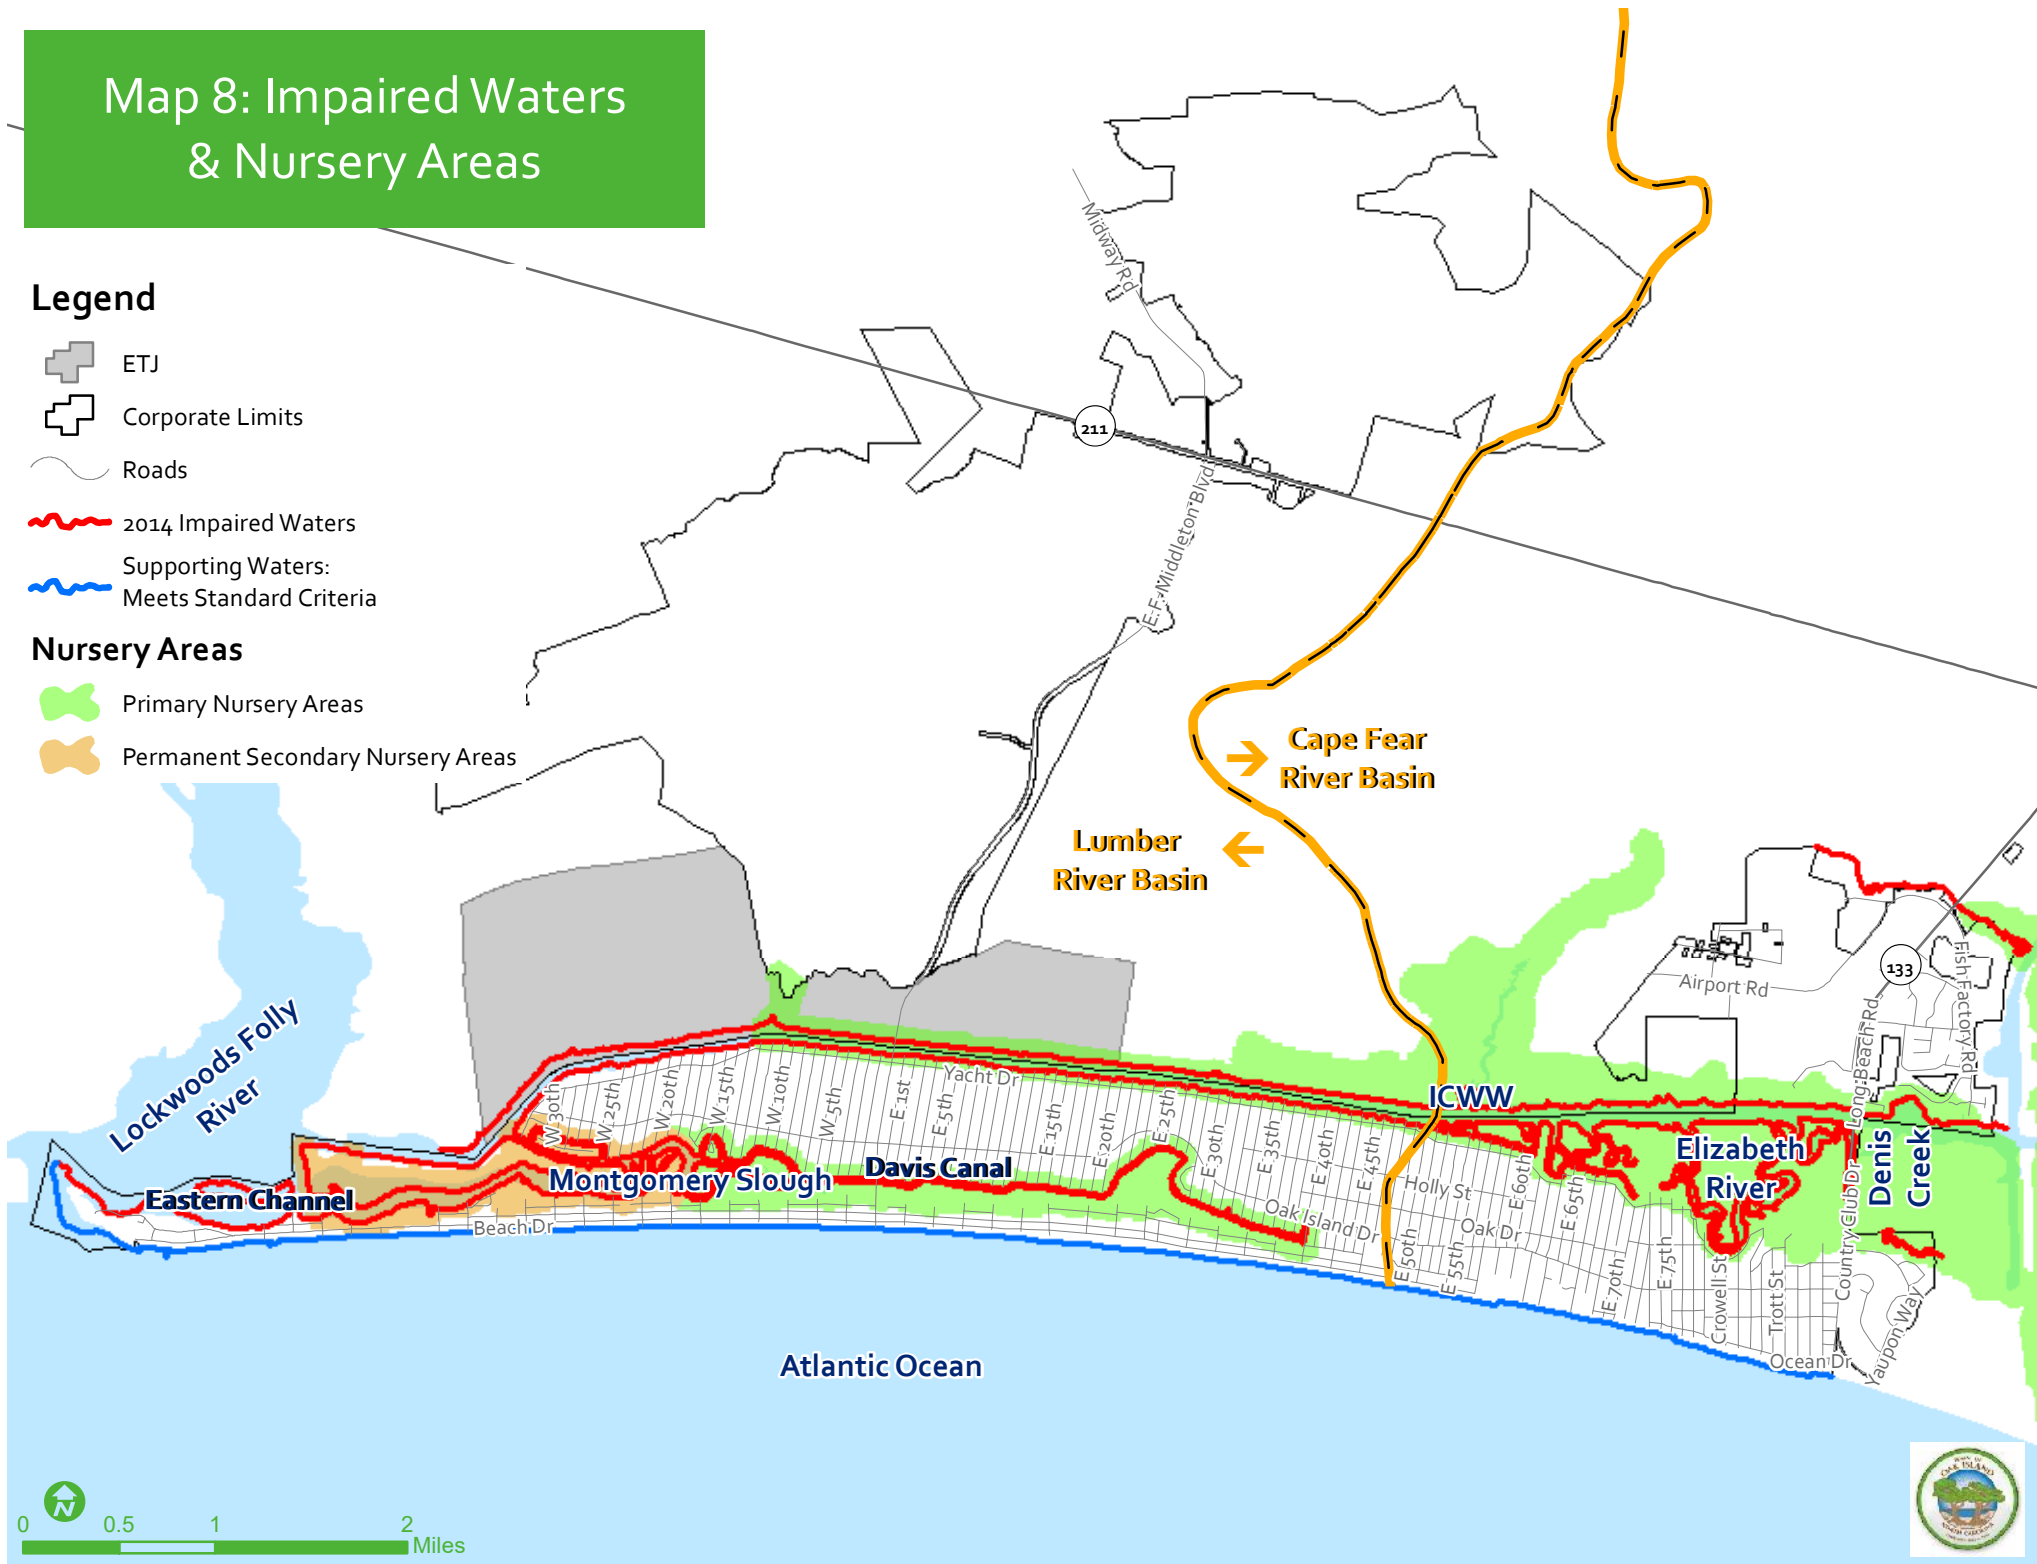 Map 8: Impaired Waters
& Nursery Areas
Legend
ETJ
Corporate Limits
Roads
2014 Impaired Waters
Supporting Waters:
Meets Standard Criteria
Nursery Areas
Primary Nursery Areas
Permanent Secondary Nursery Areas
Midway Rd
211
E.F. Middleton Blvd
Cape Fear
River Basin
Lumber
River Basin
133
Airport Rd
Fish Factory Rd
Long Beach Rd
Lockwoods Folly
River
ICWW
Yacht Dr
W 30th
W 25th
W 20th
W 15th
W 10th
W 5th
E 1st
E 5th
E 15th
E 20th
E 25th
E 30th
E 35th
E 40th
E 45th
E 50th
E 55th
E 60th
E 65th
E 70th
E 75th
Crowell St
Trott St
Country Club Dr
Yaupon Way
Ocean Dr
Holly St
Oak Dr
Oak Island Dr
Beach Dr
Eastern Channel
Montgomery Slough
Davis Canal
Elizabeth
River
Denis
Creek
Atlantic Ocean
N
0 0.5 1 2
Miles
OAK ISLAND
NORTH CAROLINA